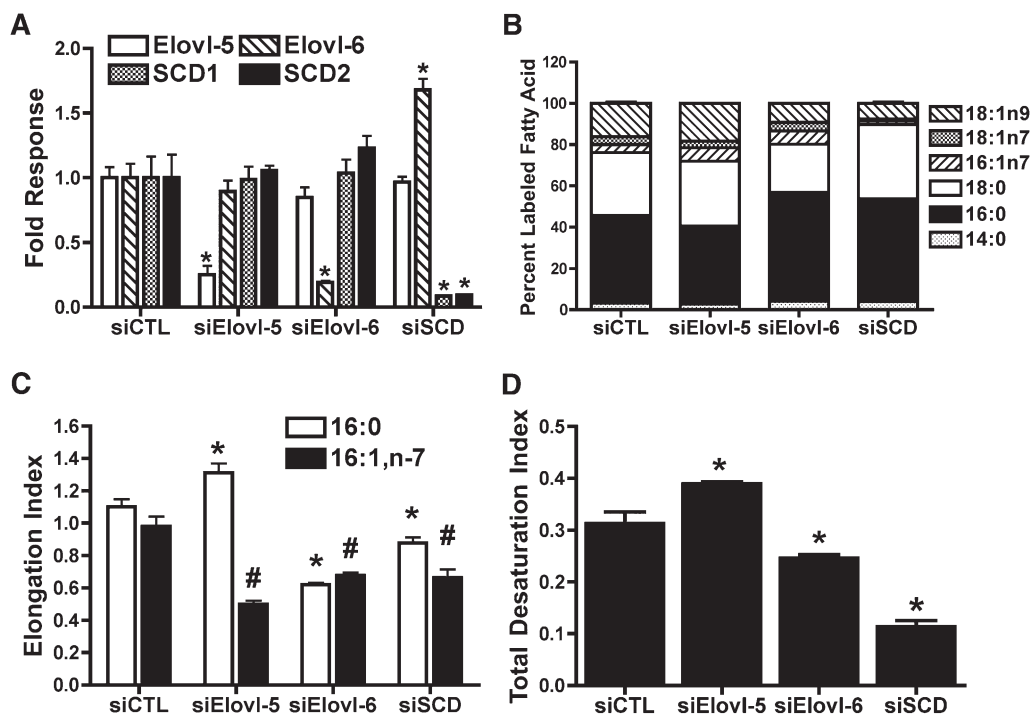 A
Elovl-5
Elovl-6
SCD1
SCD2
Fold Response
2.0
1.5
1.0
0.5
0.0
*
*
*
* *
siCTL
siElovl-5
siElovl-6
siSCD
B
Percent Labeled Fatty Acid
120
100
80
60
40
20
0
siCTL
siElovl-5
siElovl-6
siSCD
18:1n9
18:1n7
16:1n7
18:0
16:0
14:0
C
16:0
16:1,n-7
Elongation Index
1.6
1.4
1.2
1.0
0.8
0.6
0.4
0.2
0.0
*
#
*
#
*
#
siCTL
siElovl-5
siElovl-6
siSCD
D
Total Desaturation Index
0.5
0.4
0.3
0.2
0.1
0.0
*
*
*
siCTL
siElovl-5
siElovl-6
siSCD